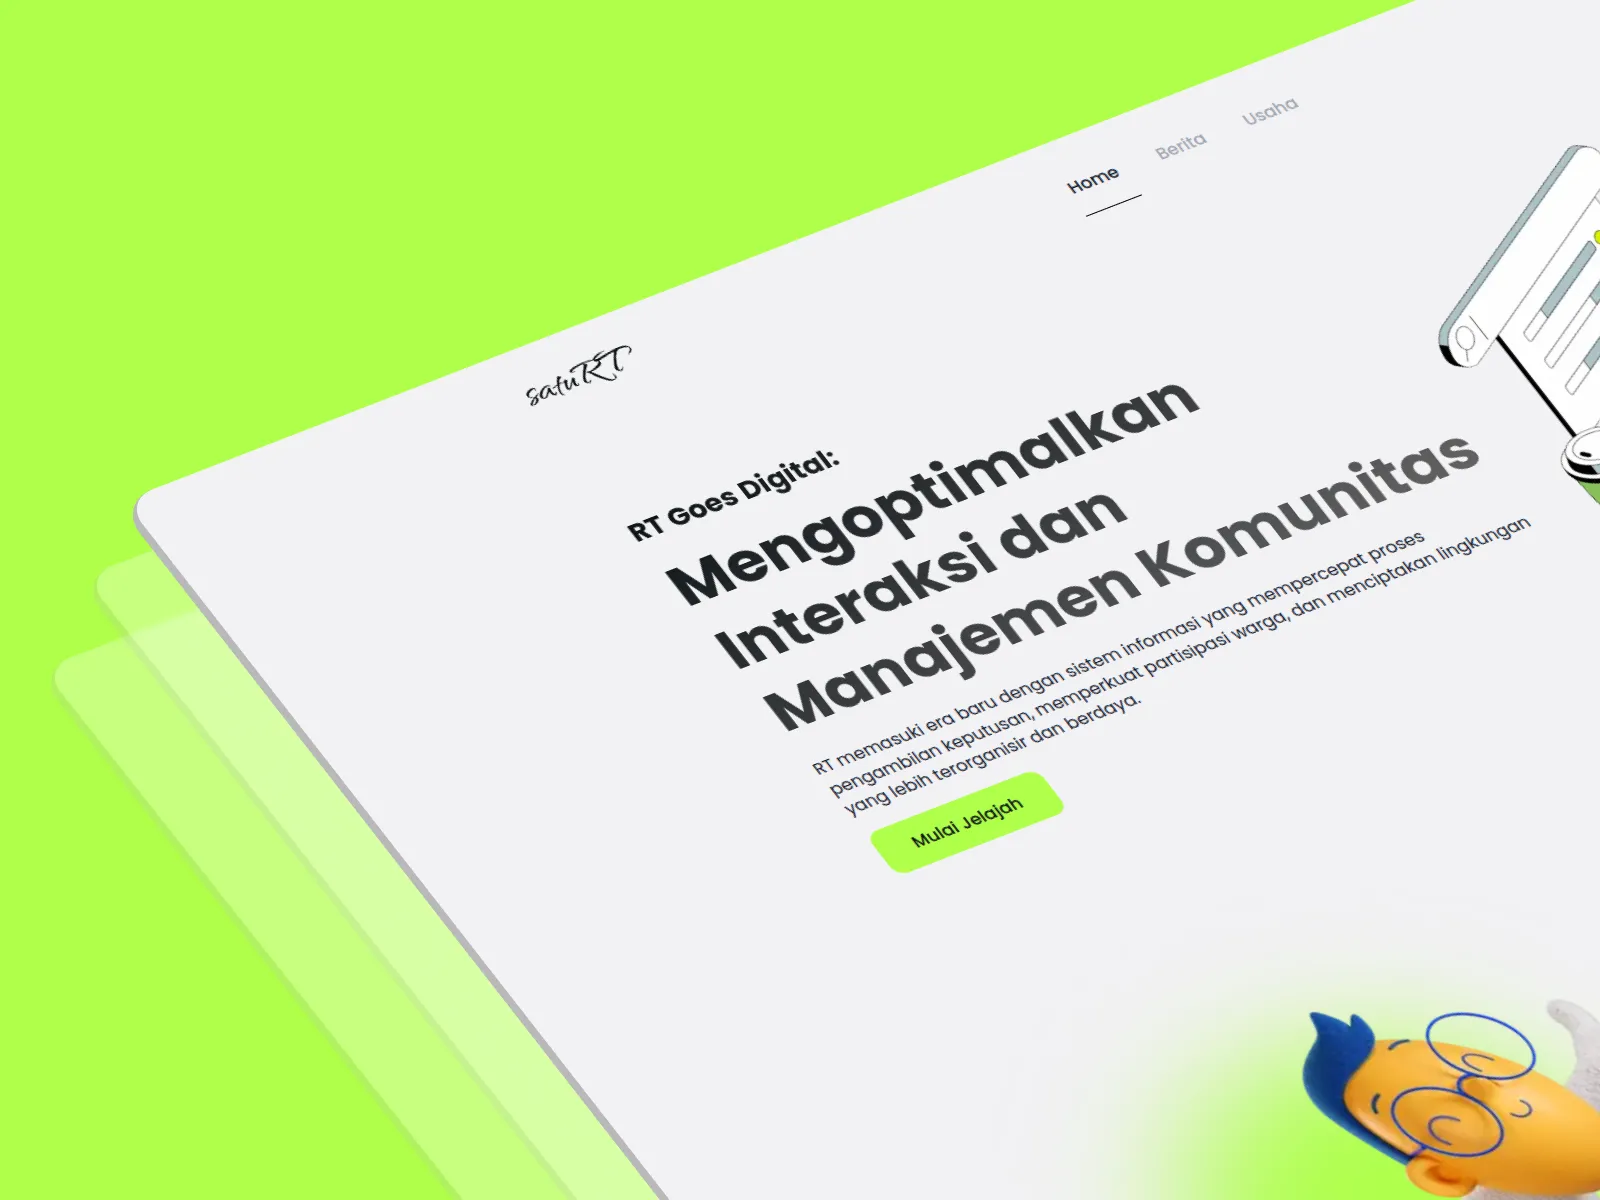 Home
Berita
Usaha
satuRT
RT Goes Digital:
Mengoptimalkan
Interaksi dan
Manajemen Komunitas
RT memasuki era baru dengan sistem informasi yang mempercepat proses
pengambilan keputusan, memperkuat partisipasi warga, dan menciptakan lingkungan
yang lebih terorganisir dan berdaya.
Mulai Jelajah